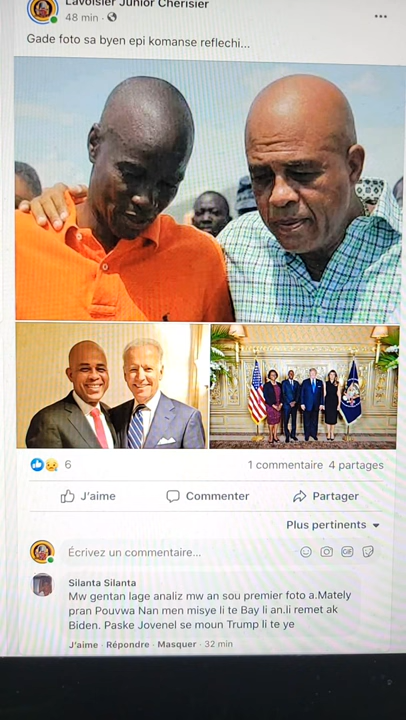 Lavoisier Junior Cherisier
48 min
Gade foto sa byen epi komanse reflechi...
6
1 commentaire 4 partages
J'aime
Commenter
Partager
Plus pertinents
Écrivez un commentaire...
GIF
Silanta Silanta
Mw gentan lage analiz mw an sou premier foto a.Mately
pran Pouvwa Nan men misye li te Bay li an.li remet ak
Biden. Paske Jovenel se moun Trump li te ye
J'aime · Répondre · Masquer · 32 min